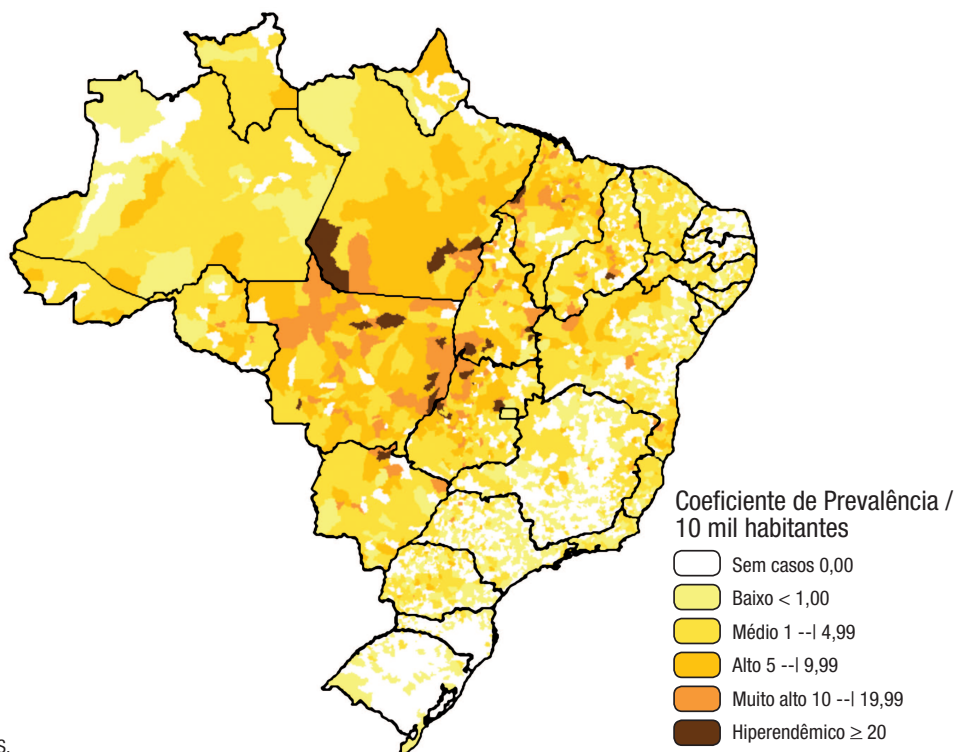 Coeficiente de Prevalência /
10 mil habitantes
Sem casos 0,00
Baixo < 1,00
Médio 1 --I 4,99
Alto 5 --I 9,99
Muito alto 10 --I 19,99
Hiperendêmico ≥ 20
s.